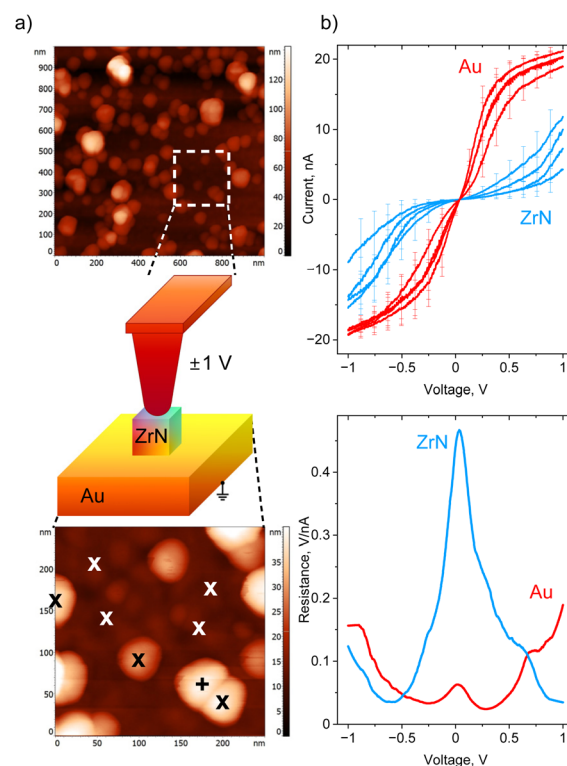 a)
b)
nm
900
800
700
600
500
400
300
200
100
0
0 200 400 600 800 nm
nm
120
100
80
60
40
20
0
±1 V
ZrN
Au
nm
200
150
100
50
0
0 50 100 150 200 nm
nm
35
30
25
20
15
10
5
0
x
x
x
x
x
x
+
x
20
10
0
−10
−20
Current, nA
Au
ZrN
−1 −0.5 0 0.5 1
Voltage, V
0.4
0.3
0.2
0.1
0
Resistance, V/nA
ZrN
Au
−1 −0.5 0 0.5 1
Voltage, V